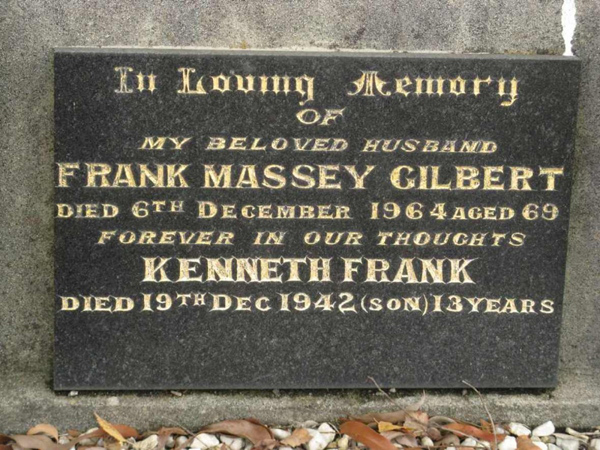 In Loving Memory
OF
MY BELOVED HUSBAND
FRANK MASSEY GILBERT
DIED 6TH DECEMBER 1964 AGED 69
FOREVER IN OUR THOUGHTS
KENNETH FRANK
DIED 19TH DEC 1942 (SON) 13 YEARS